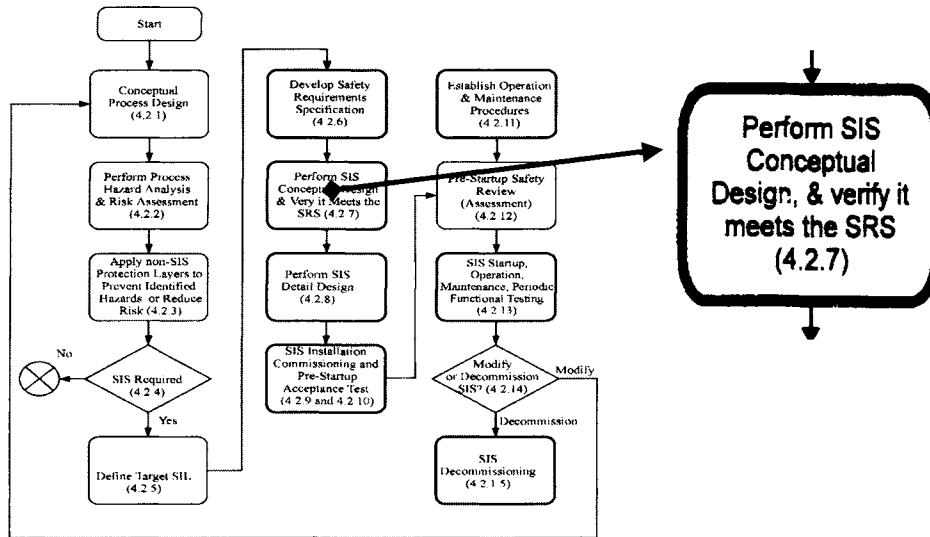 Start
Conceptual
Process Design
(4.2 1)
Perform Process
Hazard Analysis
& Risk Assessment
(4.2.2)
Apply non-SIS
Protection Layers to
Prevent Identified
Hazards or Reduce
Risk (4.2.3)
No
SIS Required
(4.2 4)
Yes
Define Target SIL
(4.2 5)
Develop Safety
Requirements
Specification
(4.2.6)
Perform SIS
Conceptual Design
& Very it Meets the
SRS (4.2 7)
Perform SIS
Detail Design
(4.2.8)
SIS Installation
Commissioning and
Pre-Startup
Acceptance Test
(4.2.9 and 4.2 10)
Establish Operation
& Maintenance
Procedures
(4 2.11)
Pre-Startup Safety
Review
(Assessment)
(4.2 12)
SIS Startup,
Operation,
Maintenance, Periodic
Functional Testing
(4.2 13)
Modify
or Decommission
SIS? (4.2.14)
Modify
Decommission
SIS
Decommissioning
(4.2.1.5)
Perform SIS
Conceptual
Design, & verify it
meets the SRS
(4.2.7)